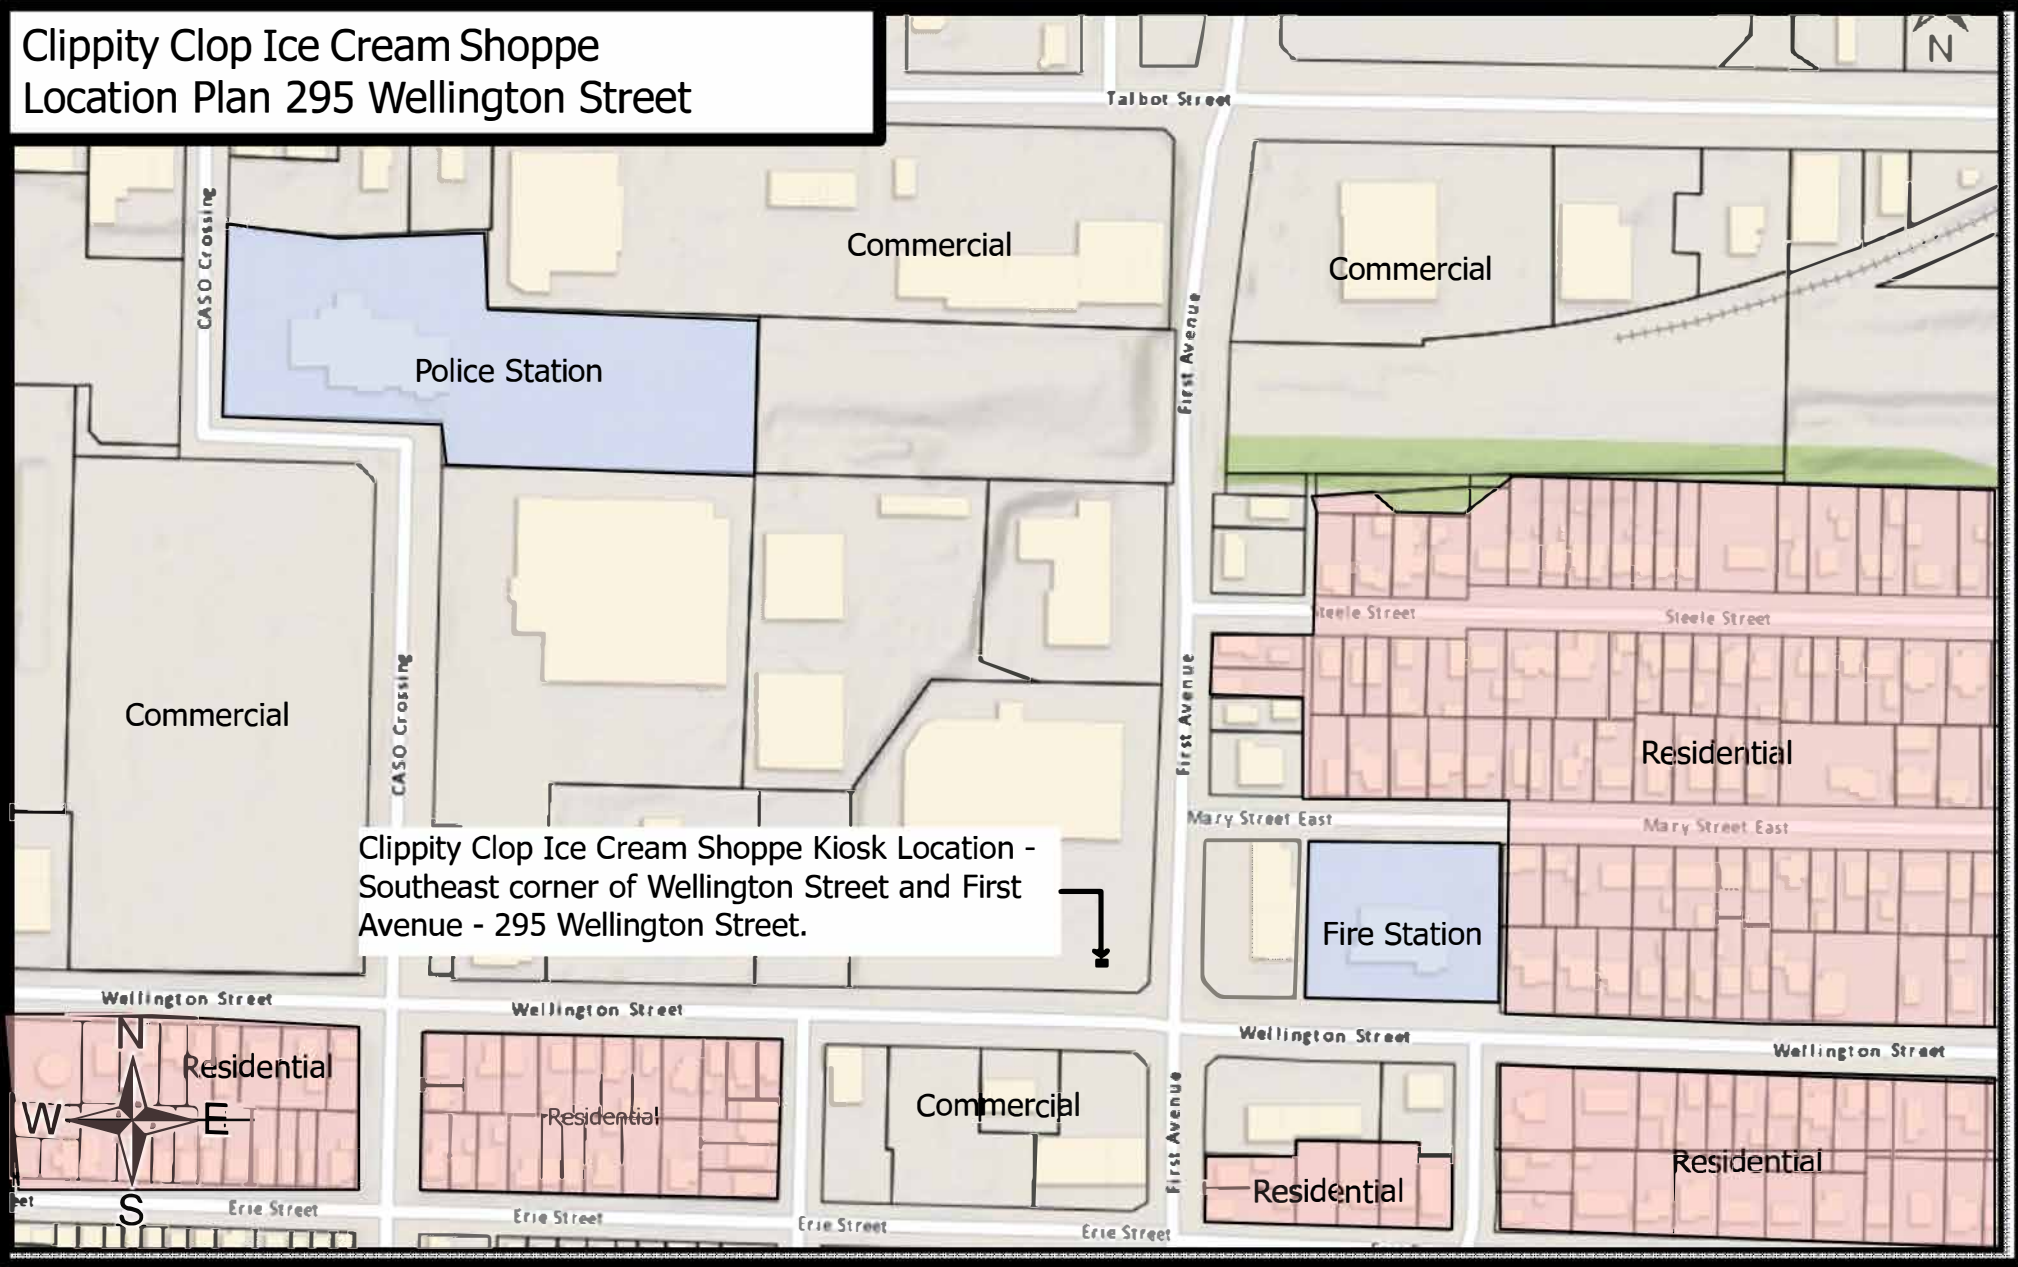 Clippity Clop Ice Cream Shoppe
Location Plan 295 Wellington Street
N
Talbot Street
CASO Crossing
Commercial
Commercial
First Avenue
Police Station
Steele Street
Steele Street
CASO Crossing
First Avenue
Commercial
Residential
Mary Street East
Mary Street East
Clippity Clop Ice Cream Shoppe Kiosk Location -
Southeast corner of Wellington Street and First
Avenue - 295 Wellington Street.
Fire Station
Wellington Street
Wellington Street
Wellington Street
Wellington Street
N
W E
S
Residential
Residential
Commercial
First Avenue
Residential
Residential
Erie Street
Erie Street
Erie Street
Erie Street